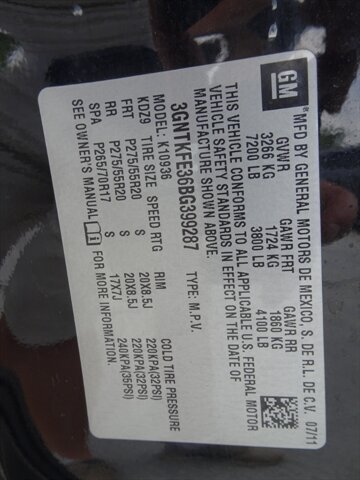 GM
MFD BY GENERAL MOTORS DE MEXICO, S. DE R.L. DE C.V. 07/11
GVWR GAWR FRT GAWR RR
3266 KG 1724 KG 1860 KG
7200 LB 3800 LB 4100 LB
THIS VEHICLE CONFORMS TO ALL APPLICABLE U.S. FEDERAL MOTOR
VEHICLE SAFETY STANDARDS IN EFFECT ON THE DATE OF
MANUFACTURE SHOWN ABOVE.
3GNTKFE36BG399287 TYPE: M.P.V.
MODEL: K10936
KDZ8 TIRE SIZE SPEED RTG RIM COLD TIRE PRESSURE
FRT P275/55R20 S 20X8.5J 220KPA(32PSI)
RR P275/55R20 S 20X8.5J 220KPA(32PSI)
SPA P265/70R17 17X7J 240KPA(35PSI)
SEE OWNER'S MANUAL FOR MORE INFORMATION.